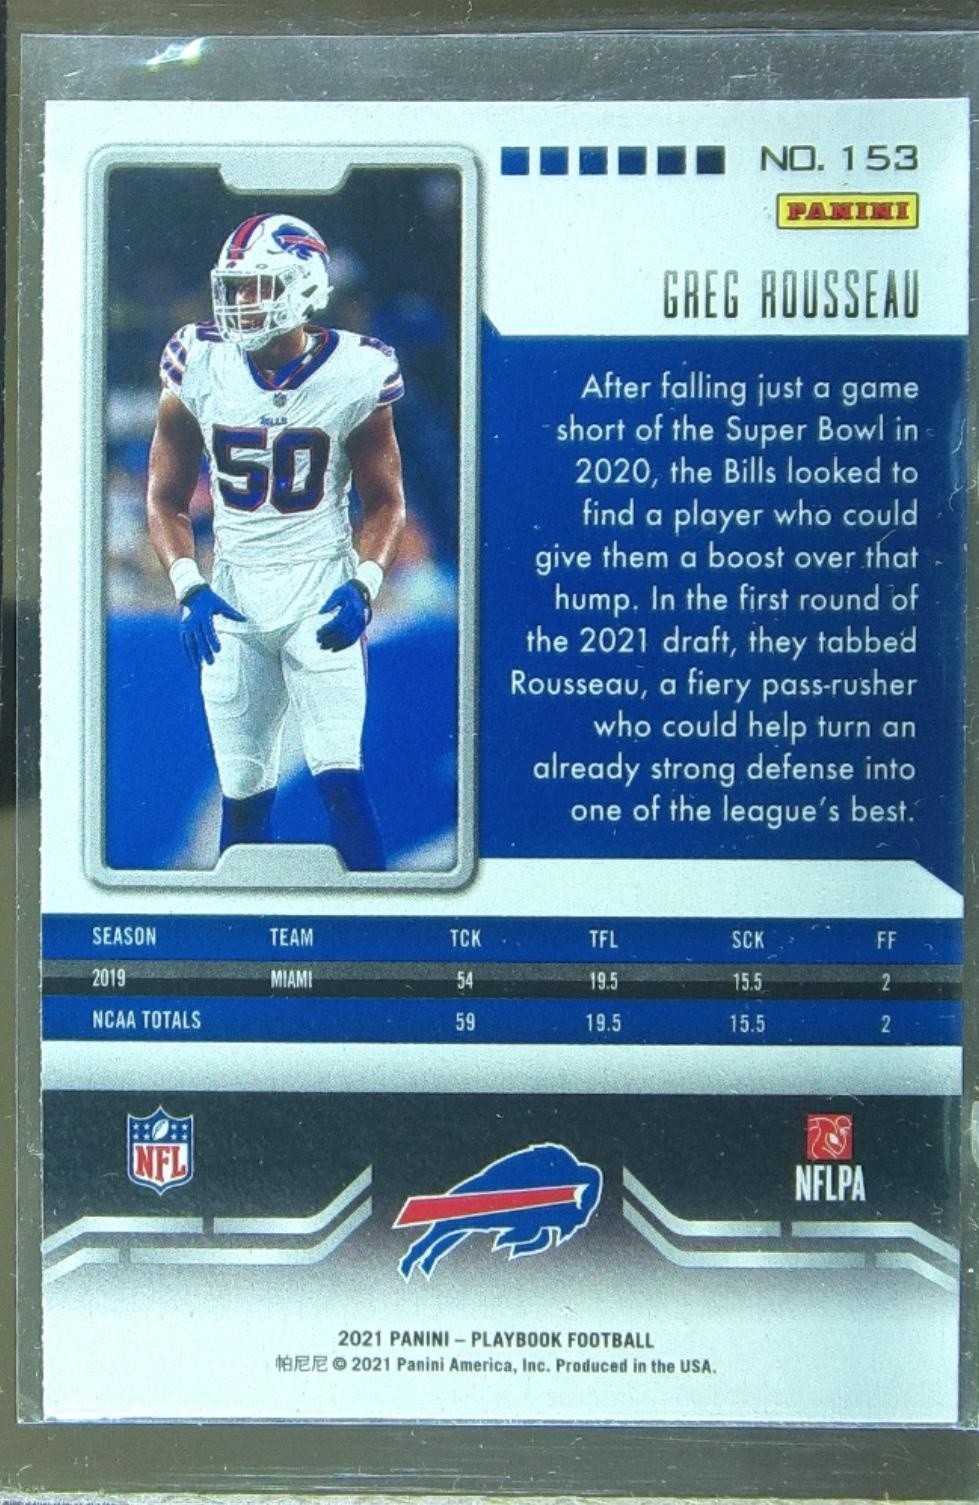 NO. 153
PANINI
GREG ROUSSEAU
After falling just a game
short of the Super Bowl in
2020, the Bills looked to
find a player who could
give them a boost over that
hump. In the first round of
the 2021 draft, they tabbed
Rousseau, a fiery pass-rusher
who could help turn an
already strong defense into
one of the league's best.
BILLS
50
SEASON TEAM TCK TFL SCK FF
2019 MIAMI 54 19.5 15.5 2
NCAA TOTALS 59 19.5 15.5 2
NFL
NFLPA
2021 PANINI – PLAYBOOK FOOTBALL
帕尼尼 © 2021 Panini America, Inc. Produced in the USA.